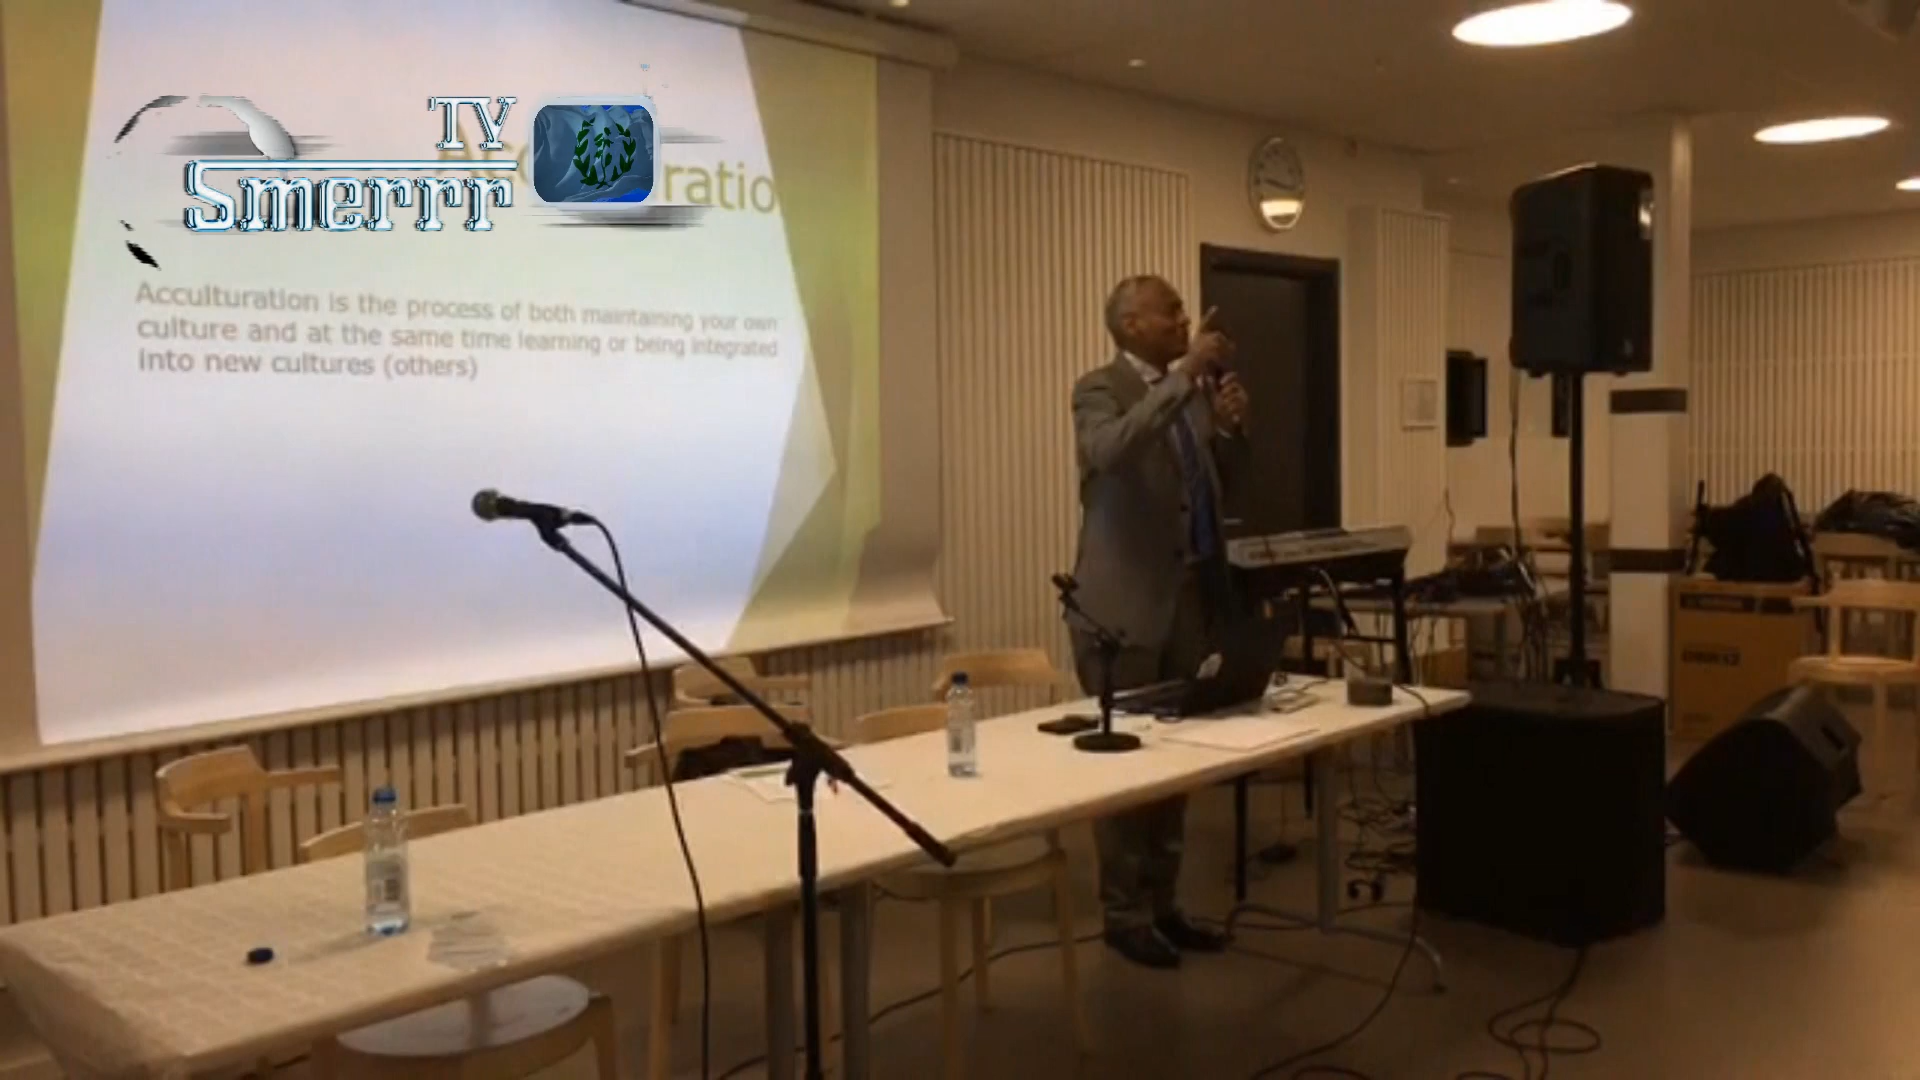 TV
Smerrr
ratio
Acculturation is the process of both maintaining your own
culture and at the same time learning or being integrated
into new cultures (others)